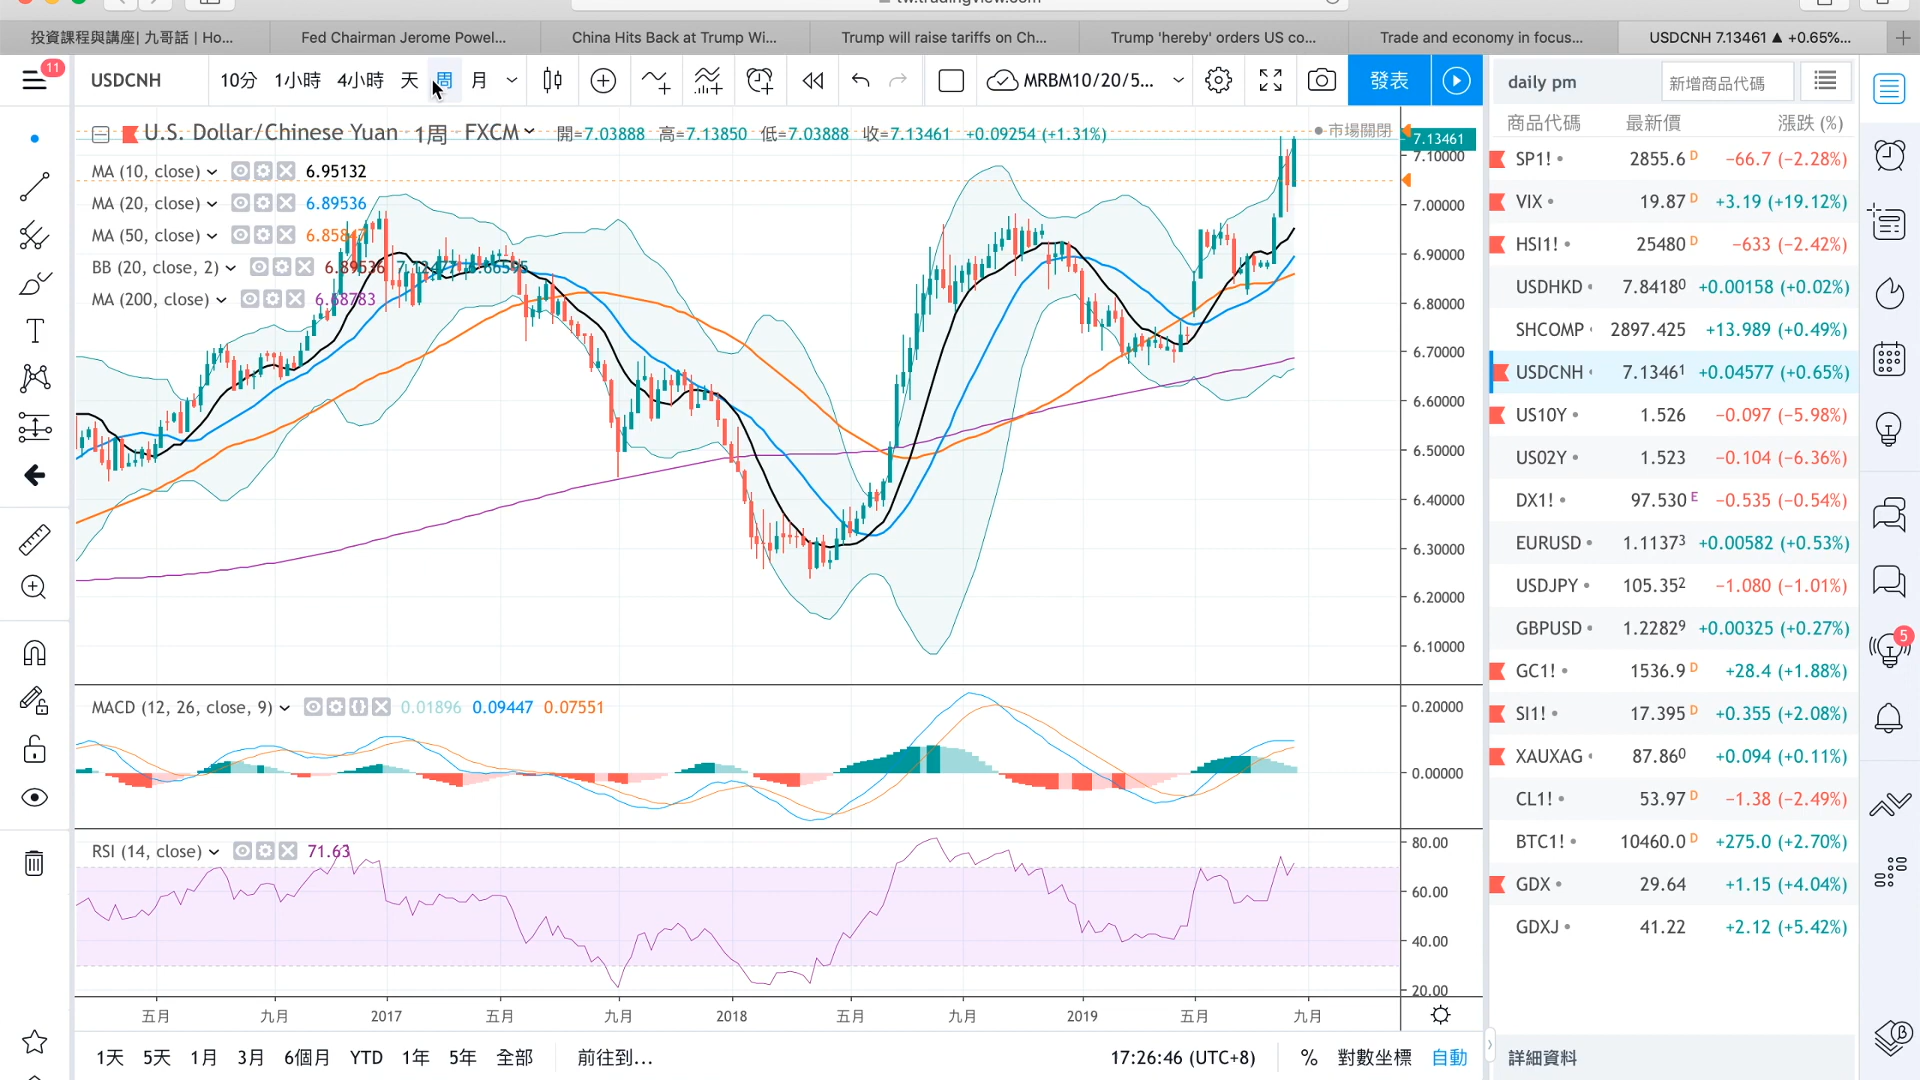 投資課程與講座| 九哥話 | Ho...
Fed Chairman Jerome Powel...
China Hits Back at Trump Wi...
Trump will raise tariffs on Ch...
Trump 'hereby' orders US co...
Trade and economy in focus...
USDCNH 7.13461 ▲ +0.65%...
11
USDCNH 10分 1小時 4小時 天 周 月
MRBM10/20/5...
發表
daily pm
新增商品代碼
U.S. Dollar/Chinese Yuan 1周 FXCM 開=7.03888 高=7.13850 低=7.03888 收=7.13461 +0.09254 (+1.31%)
市場關閉
MA (10, close) 6.95132
MA (20, close) 6.89536
MA (50, close)
BB (20, close, 2) 6.89536
MA (200, close) 6.68783
7.13461
7.10000
7.00000
6.90000
6.80000
6.70000
6.60000
6.50000
6.40000
6.30000
6.20000
6.10000
MACD (12, 26, close, 9) 0.01896 0.09447 0.07551
0.20000
0.00000
RSI (14, close) 71.63
80.00
60.00
40.00
20.00
五月 九月 2017 五月 九月 2018 五月 九月 2019 五月 九月
1天 5天 1月 3月 6個月 YTD 1年 5年 全部 前往到...
17:26:46 (UTC+8) % 對數坐標 自動
商品代碼 最新價 漲跌 (%)
SP1! 2855.6 D −66.7 (−2.28%)
VIX 19.87 D +3.19 (+19.12%)
HSI1! 25480 D −633 (−2.42%)
USDHKD 7.84180 +0.00158 (+0.02%)
SHCOMP 2897.425 +13.989 (+0.49%)
USDCNH 7.13461 +0.04577 (+0.65%)
US10Y 1.526 −0.097 (−5.98%)
US02Y 1.523 −0.104 (−6.36%)
DX1! 97.530 E −0.535 (−0.54%)
EURUSD 1.11373 +0.00582 (+0.53%)
USDJPY 105.352 −1.080 (−1.01%)
GBPUSD 1.22829 +0.00325 (+0.27%)
GC1! 1536.9 D +28.4 (+1.88%)
SI1! 17.395 D +0.355 (+2.08%)
XAUXAG 87.860 +0.094 (+0.11%)
CL1! 53.97 D −1.38 (−2.49%)
BTC1! 10460.0 D +275.0 (+2.70%)
GDX 29.64 +1.15 (+4.04%)
GDXJ 41.22 +2.12 (+5.42%)
詳細資料
5